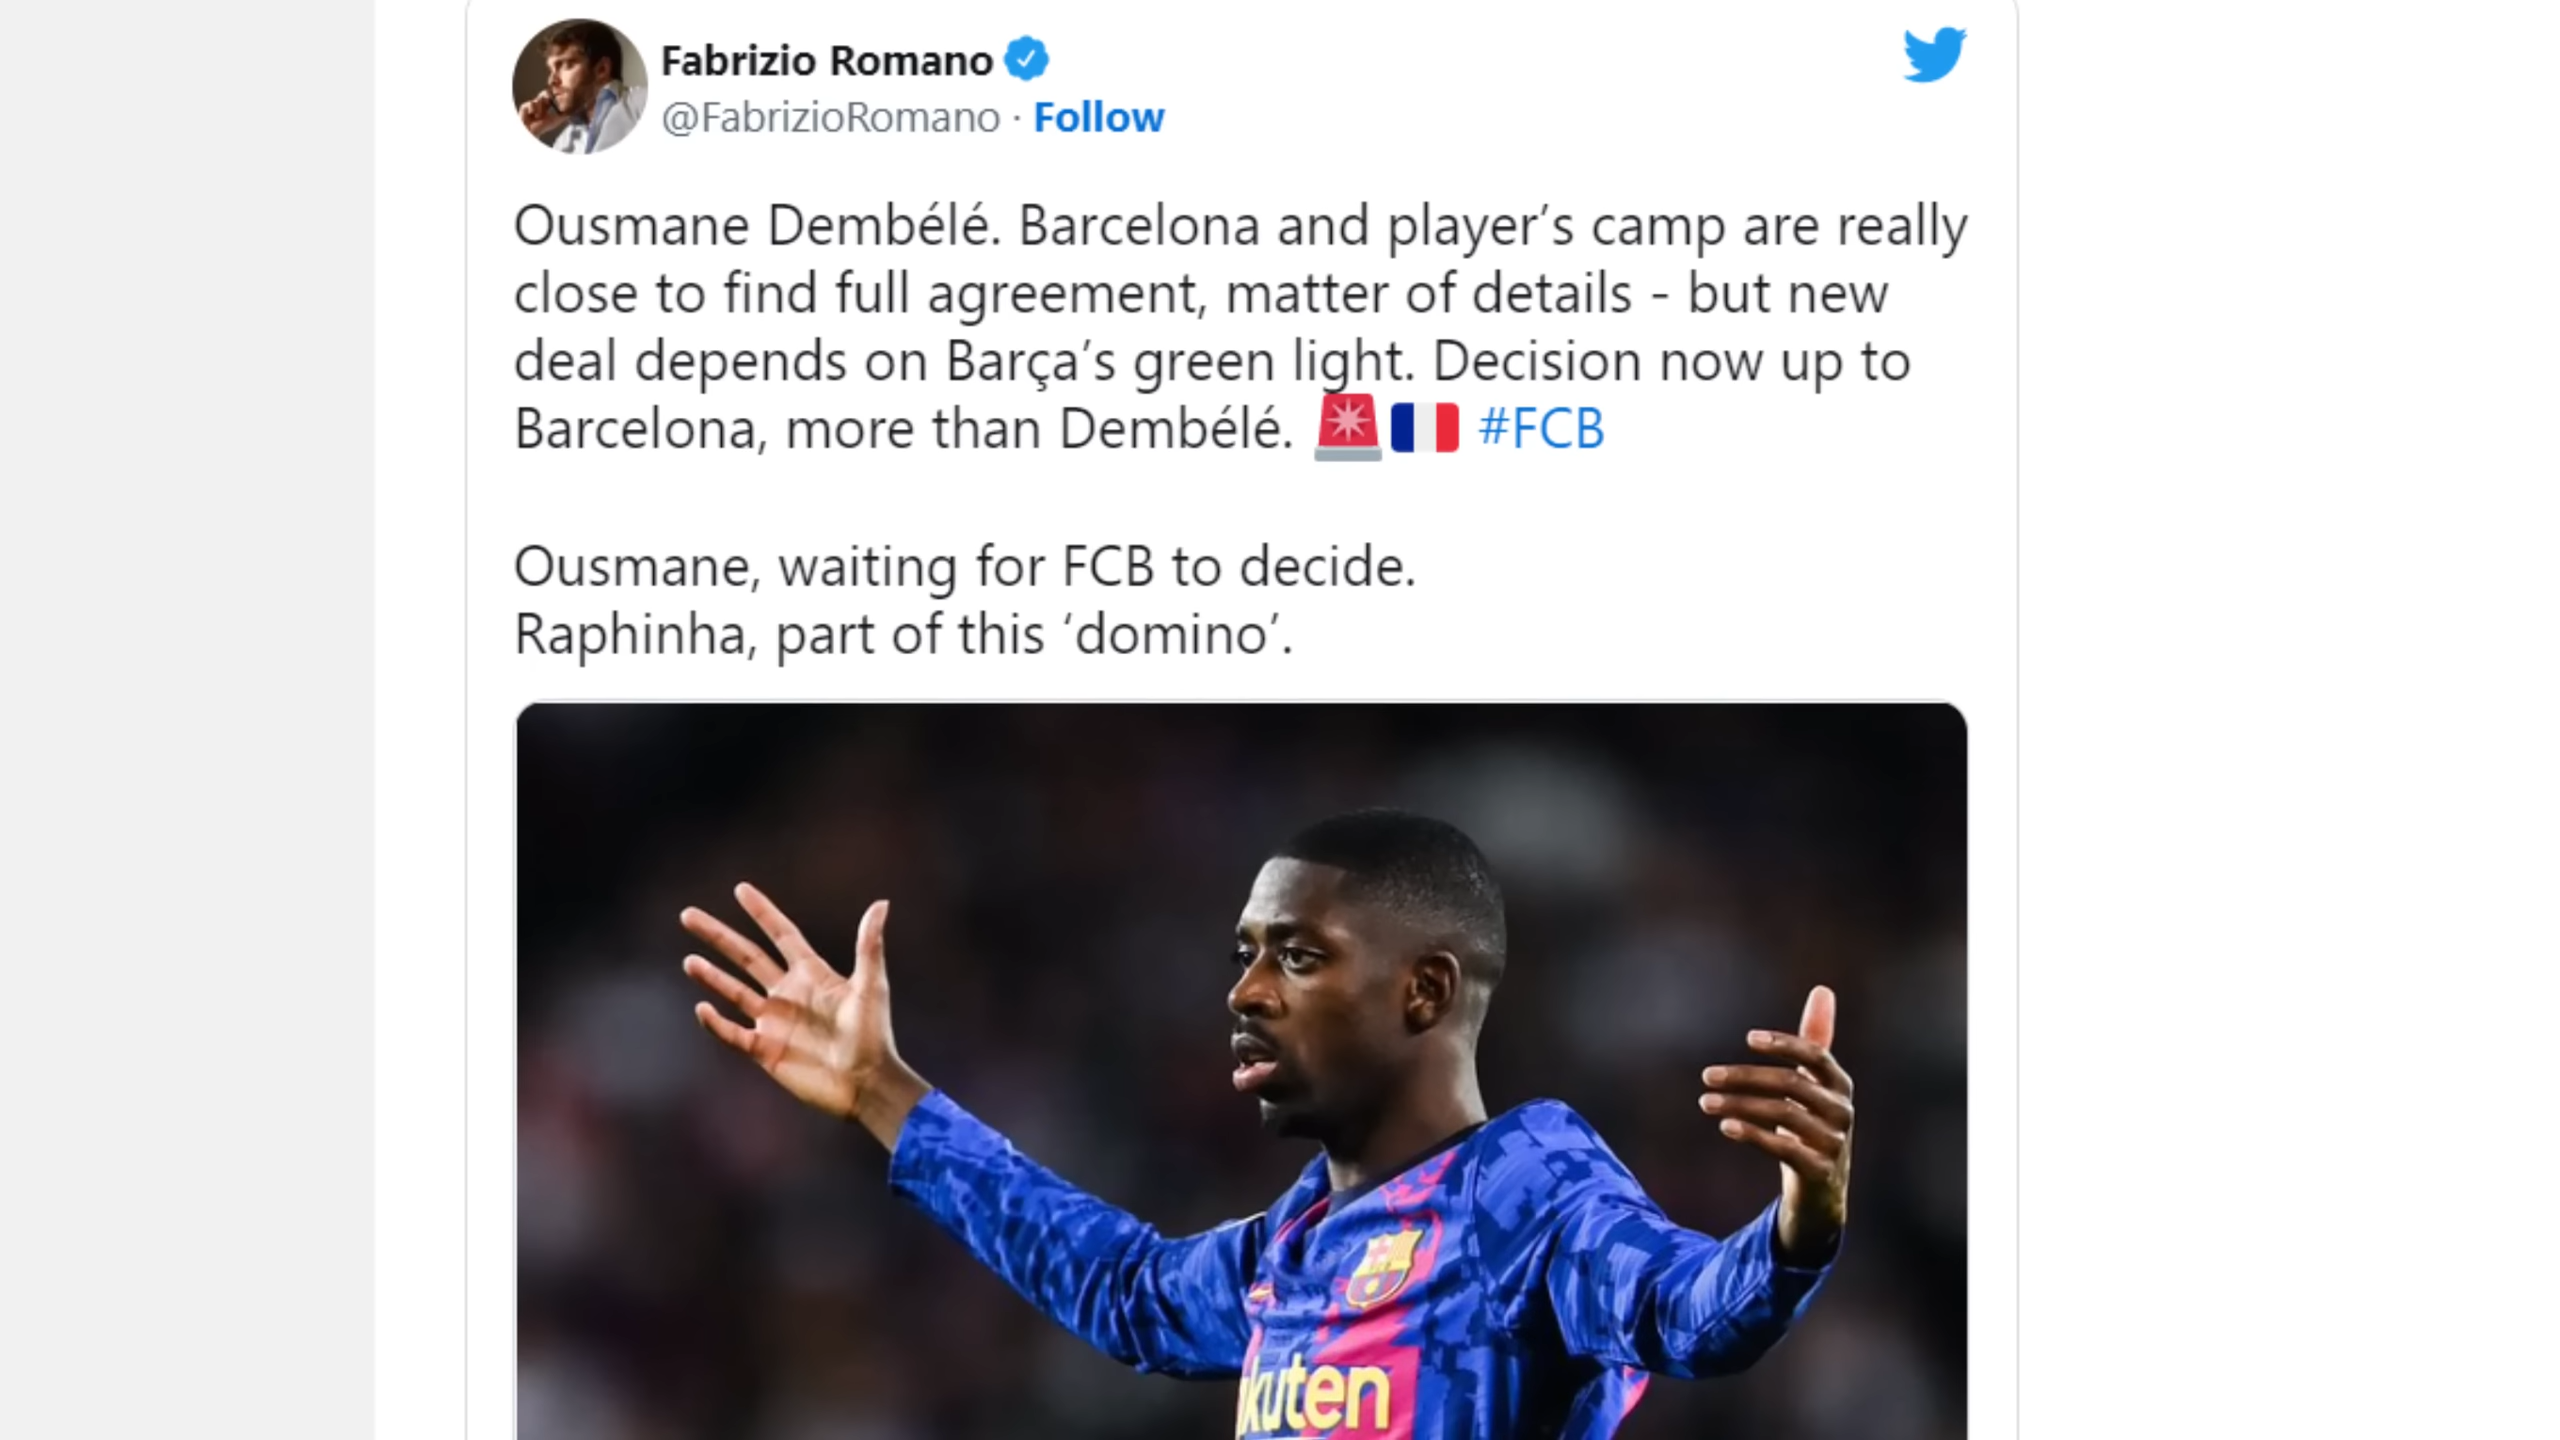 Fabrizio Romano
@FabrizioRomano · Follow
Ousmane Dembélé. Barcelona and player’s camp are really
close to find full agreement, matter of details - but new
deal depends on Barça’s green light. Decision now up to
Barcelona, more than Dembélé. 🚨🇫🇷 #FCB
Ousmane, waiting for FCB to decide.
Raphinha, part of this ‘domino’.
kuten